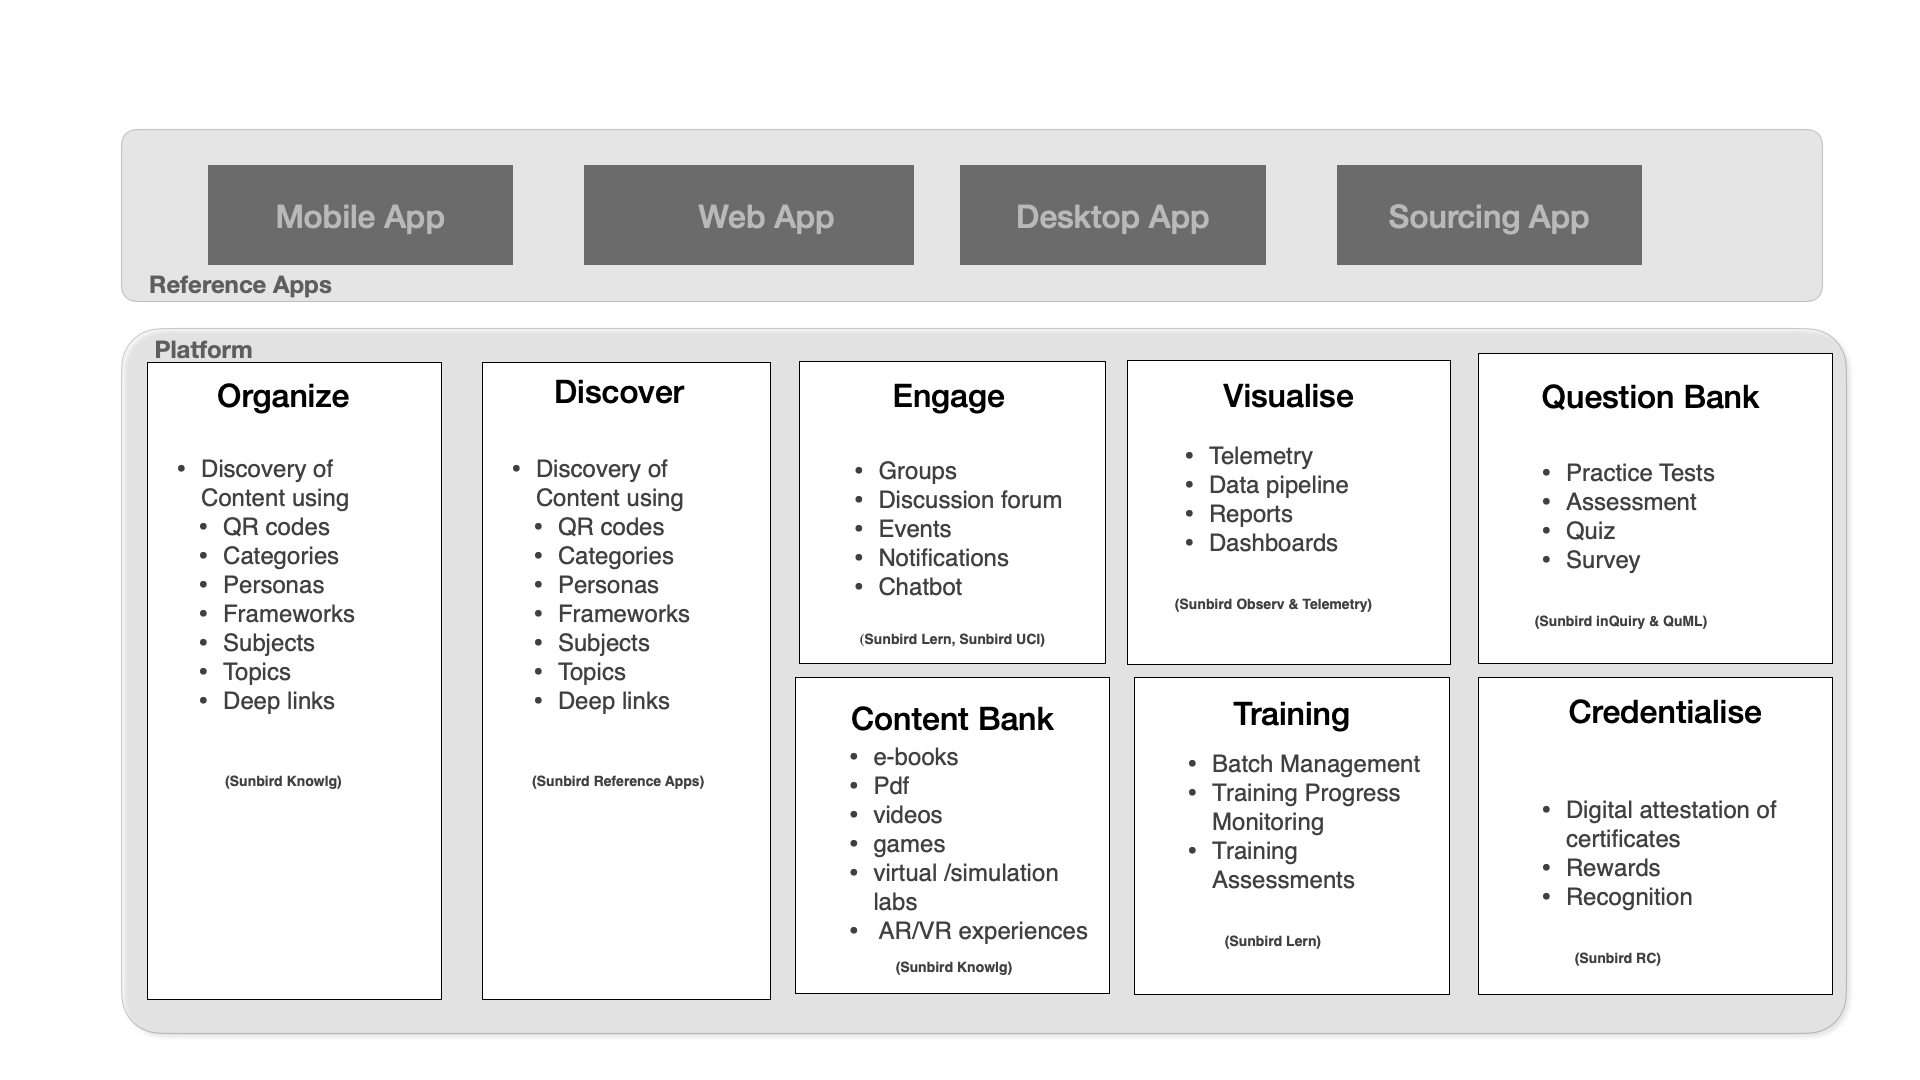 Mobile App
Web App
Desktop App
Sourcing App
Reference Apps
Platform
Organize
• Discovery of
Content using
• QR codes
• Categories
• Personas
• Frameworks
• Subjects
• Topics
• Deep links
(Sunbird Knowlg)
Discover
• Discovery of
Content using
• QR codes
• Categories
• Personas
• Frameworks
• Subjects
• Topics
• Deep links
(Sunbird Reference Apps)
Engage
• Groups
• Discussion forum
• Events
• Notifications
• Chatbot
(Sunbird Lern, Sunbird UCI)
Visualise
• Telemetry
• Data pipeline
• Reports
• Dashboards
(Sunbird Observ & Telemetry)
Question Bank
• Practice Tests
• Assessment
• Quiz
• Survey
(Sunbird inQuiry & QuML)
Content Bank
• e-books
• Pdf
• videos
• games
• virtual /simulation
labs
• AR/VR experiences
(Sunbird Knowlg)
Training
• Batch Management
• Training Progress
Monitoring
• Training
Assessments
(Sunbird Lern)
Credentialise
• Digital attestation of
certificates
• Rewards
• Recognition
(Sunbird RC)